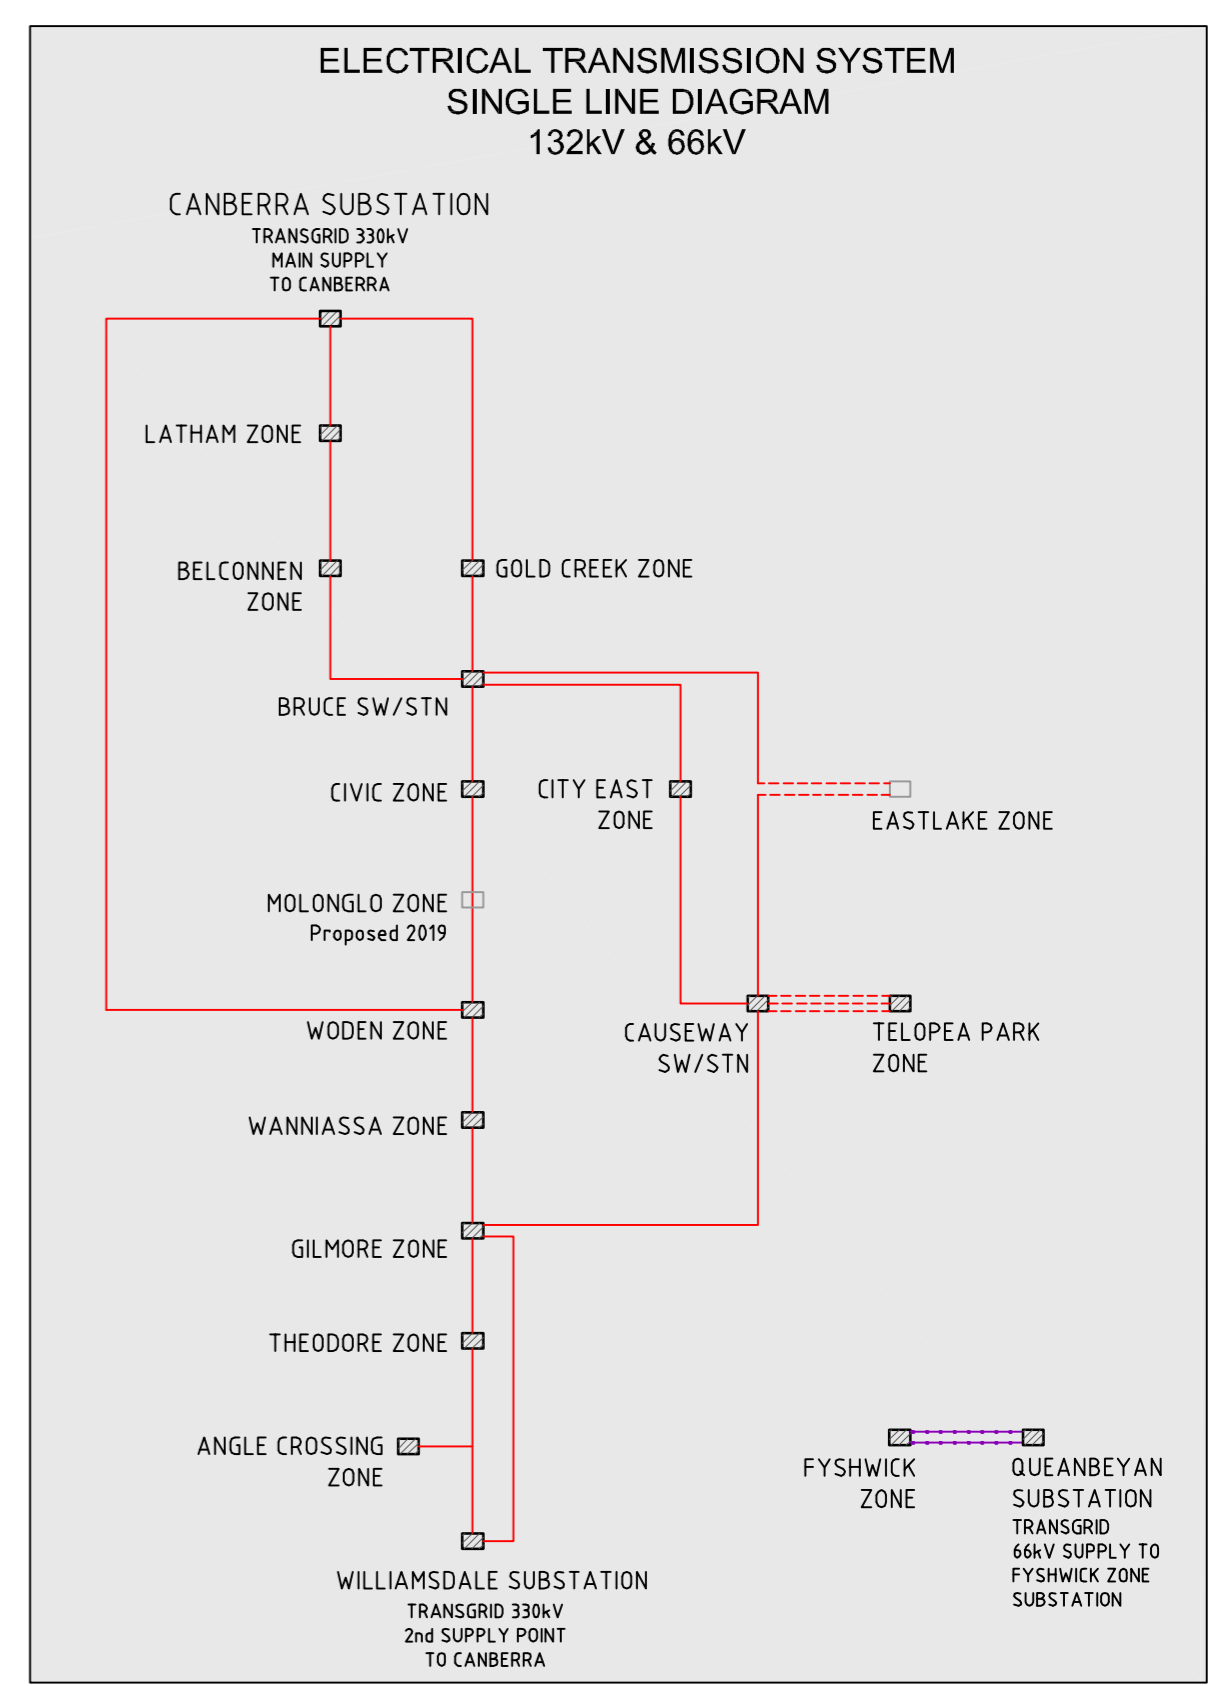 ELECTRICAL TRANSMISSION SYSTEM
SINGLE LINE DIAGRAM
132kV & 66kV
CANBERRA SUBSTATION
TRANSGRID 330kV
MAIN SUPPLY
TO CANBERRA
LATHAM ZONE
BELCONNEN
ZONE
GOLD CREEK ZONE
BRUCE SW/STN
CIVIC ZONE
CITY EAST
ZONE
EASTLAKE ZONE
MOLONGLO ZONE
Proposed 2019
WODEN ZONE
CAUSEWAY
SW/STN
TELOPEA PARK
ZONE
WANNIASSA ZONE
GILMORE ZONE
THEODORE ZONE
ANGLE CROSSING
ZONE
FYSHWICK
ZONE
QUEANBEYAN
SUBSTATION
TRANSGRID
66kV SUPPLY TO
FYSHWICK ZONE
SUBSTATION
WILLIAMSDALE SUBSTATION
TRANSGRID 330kV
2nd SUPPLY POINT
TO CANBERRA